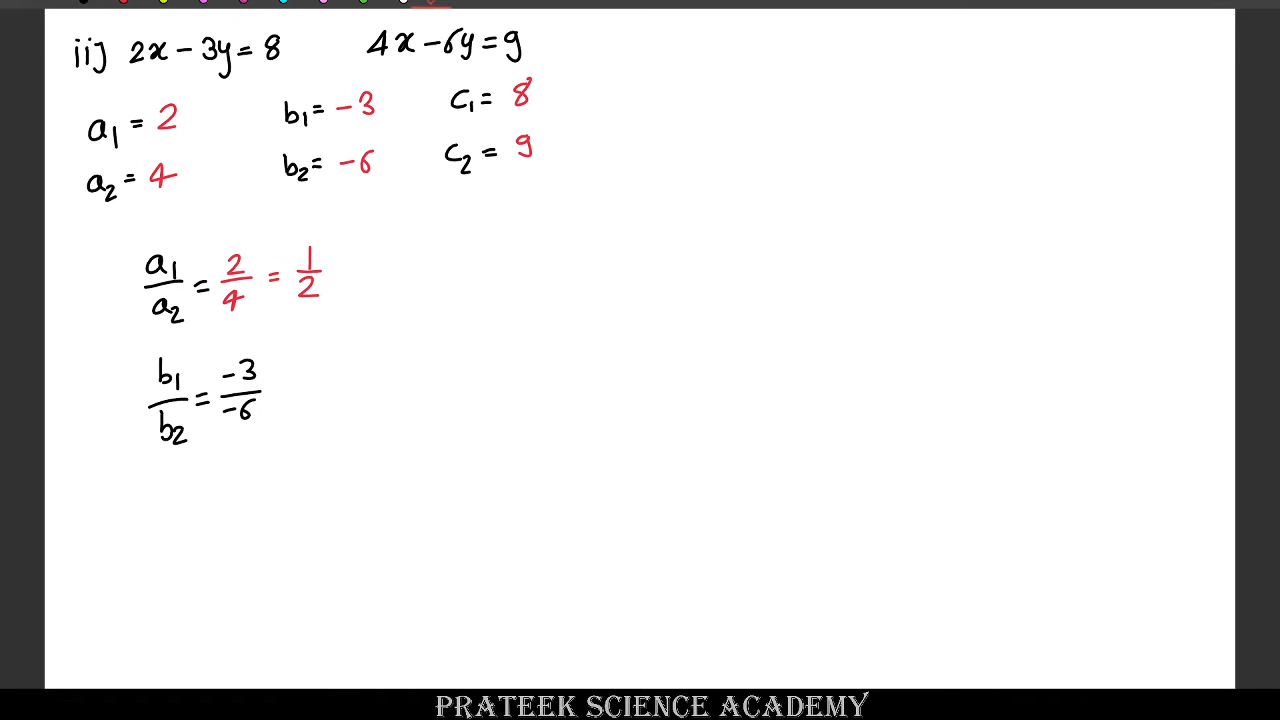 ii] 2x - 3y = 8 4x - 6y = 9
a1 = 2 b1 = -3 c1 = 8
a2 = 4 b2 = -6 c2 = 9
a1/a2 = 2/4 = 1/2
b1/b2 = -3/-6
PRATEEK SCIENCE ACADEMY